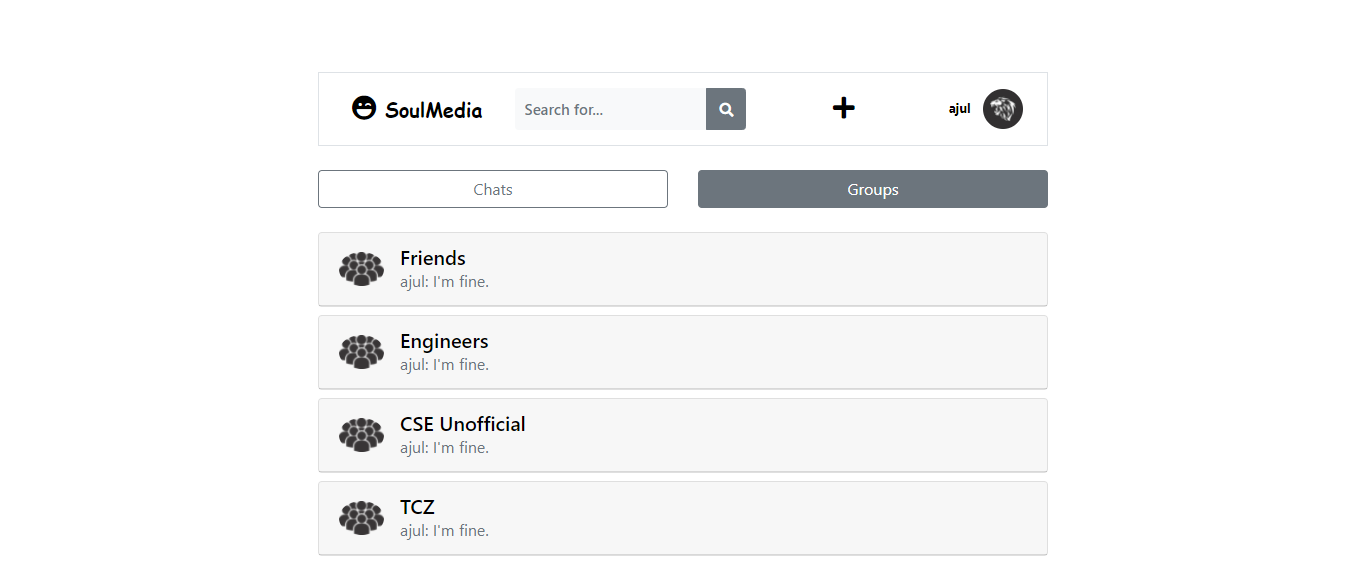 SoulMedia
Search for...
ajul
Chats
Groups
Friends
ajul: I'm fine.
Engineers
ajul: I'm fine.
CSE Unofficial
ajul: I'm fine.
TCZ
ajul: I'm fine.